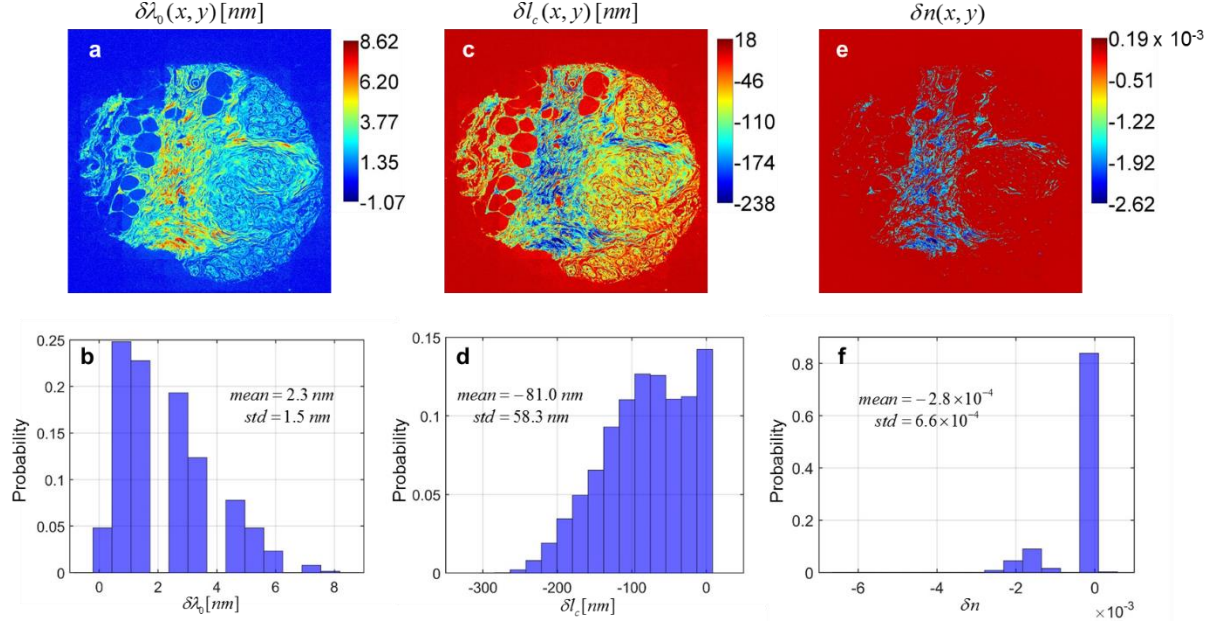 δλ₀(x, y) [nm]
δl_c(x, y) [nm]
δn(x, y)
a
8.62
6.20
3.77
1.35
-1.07
c
18
-46
-110
-174
-238
e
0.19 x 10⁻³
-0.51
-1.22
-1.92
-2.62
b
mean = 2.3 nm
std = 1.5 nm
Probability
0.25
0.2
0.15
0.1
0.05
0
0 2 4 6 8
δλ₀[nm]
d
mean = −81.0 nm
std = 58.3 nm
Probability
0.15
0.1
0.05
0
-300 -200 -100 0
δl_c[nm]
f
mean = −2.8×10⁻⁴
std = 6.6×10⁻⁴
Probability
0.8
0.6
0.4
0.2
0
-6 -4 -2 0
δn
×10⁻³